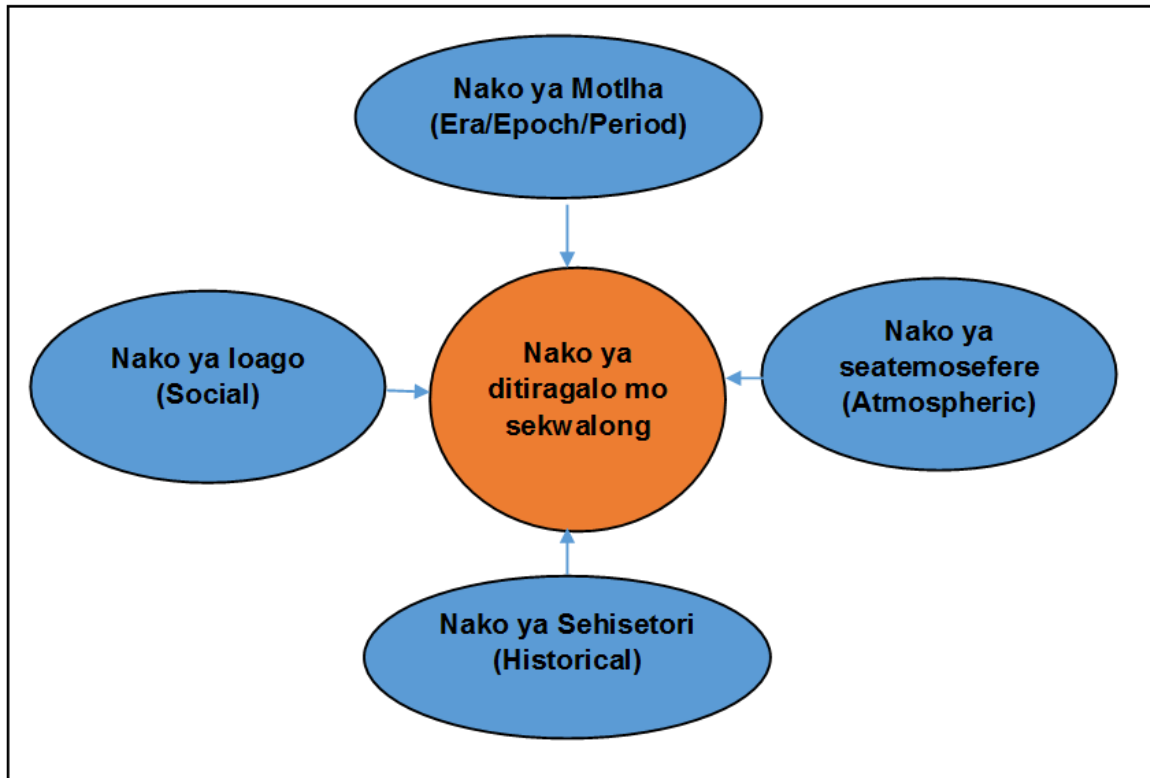 Nako ya Motlha
(Era/Epoch/Period)
Nako ya loago
(Social)
Nako ya
ditiragalo mo
sekwalong
Nako ya
seatemosefere
(Atmospheric)
Nako ya Sehisetori
(Historical)